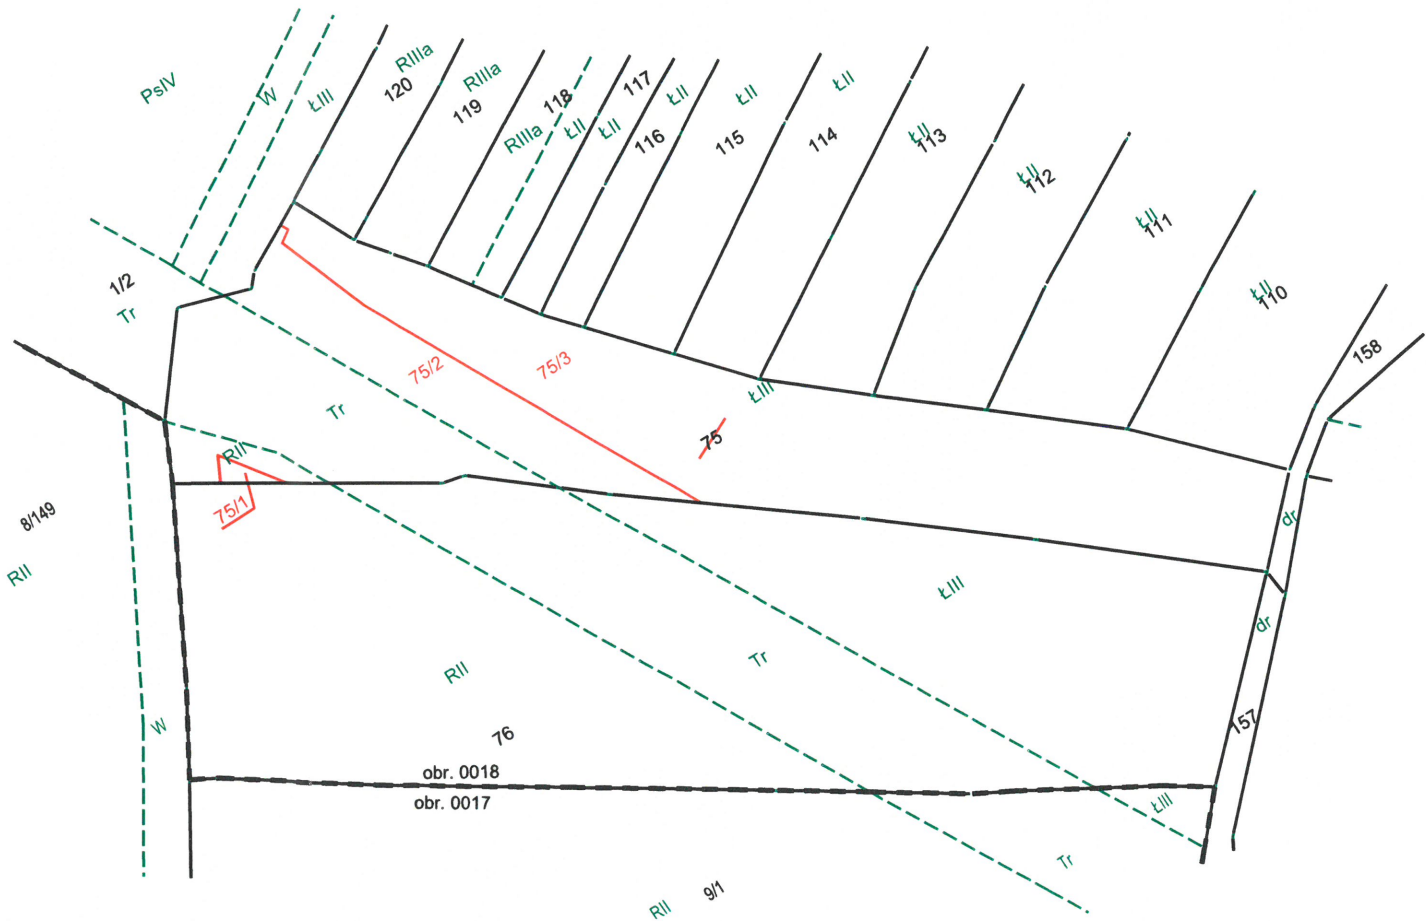 PsIV
W
ŁIII
RIIIa
120
RIIIa
119
118
RIIIa
ŁII
117
ŁII
ŁII
116
ŁII
115
ŁII
114
ŁII
113
ŁII
112
ŁII
111
ŁII
110
158
1/2
Tr
75/2
75/3
ŁIII
Tr
75
RII
75/1
8/149
RII
dr
ŁIII
dr
Tr
RII
W
76
157
obr. 0018
obr. 0017
ŁIII
Tr
9/1
RII